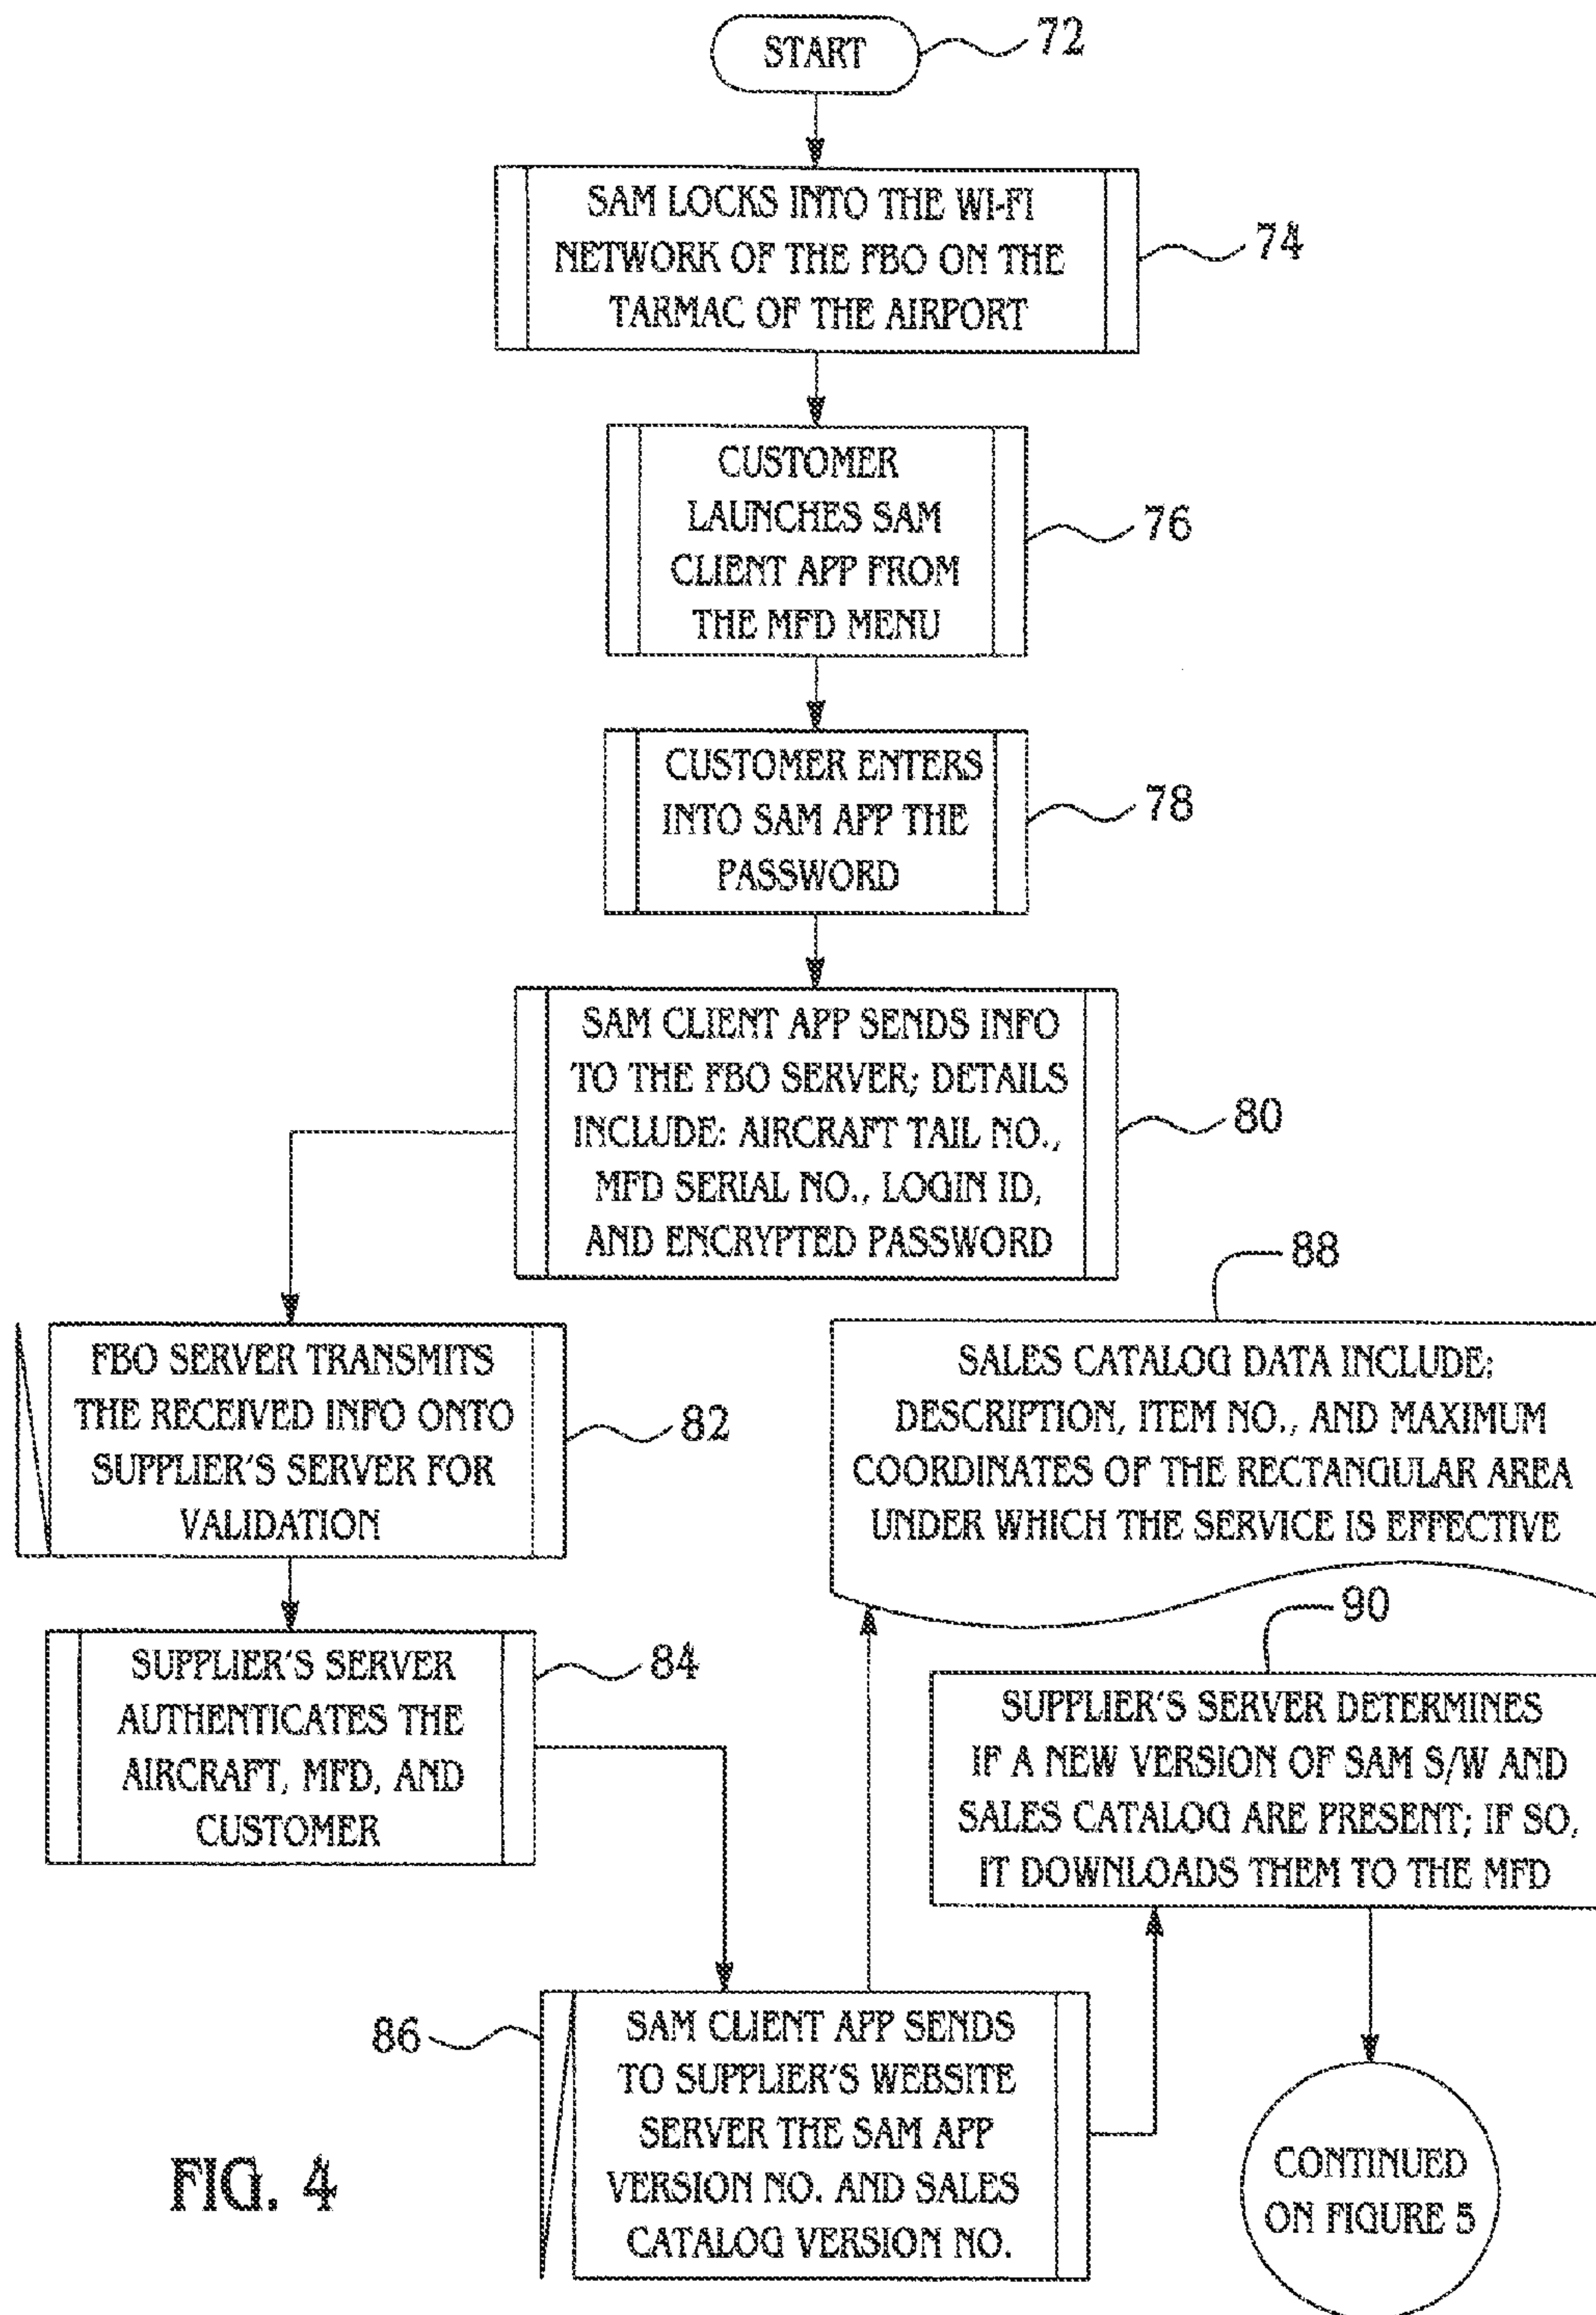 START
72
SAM LOCKS INTO THE WI-FI
NETWORK OF THE FBO ON THE
TARMAC OF THE AIRPORT
74
CUSTOMER
LAUNCHES SAM
CLIENT APP FROM
THE MFD MENU
76
CUSTOMER ENTERS
INTO SAM APP THE
PASSWORD
78
SAM CLIENT APP SENDS INFO
TO THE FBO SERVER; DETAILS
INCLUDE: AIRCRAFT TAIL NO.,
MFD SERIAL NO., LOGIN ID,
AND ENCRYPTED PASSWORD
80
FBO SERVER TRANSMITS
THE RECEIVED INFO ONTO
SUPPLIER'S SERVER FOR
VALIDATION
82
SUPPLIER'S SERVER
AUTHENTICATES THE
AIRCRAFT, MFD, AND
CUSTOMER
84
86
SAM CLIENT APP SENDS
TO SUPPLIER'S WEBSITE
SERVER THE SAM APP
VERSION NO. AND SALES
CATALOG VERSION NO.
88
SALES CATALOG DATA INCLUDE:
DESCRIPTION, ITEM NO., AND MAXIMUM
COORDINATES OF THE RECTANGULAR AREA
UNDER WHICH THE SERVICE IS EFFECTIVE
90
SUPPLIER'S SERVER DETERMINES
IF A NEW VERSION OF SAM S/W AND
SALES CATALOG ARE PRESENT; IF SO,
IT DOWNLOADS THEM TO THE MFD
CONTINUED
ON FIGURE 5
FIG. 4